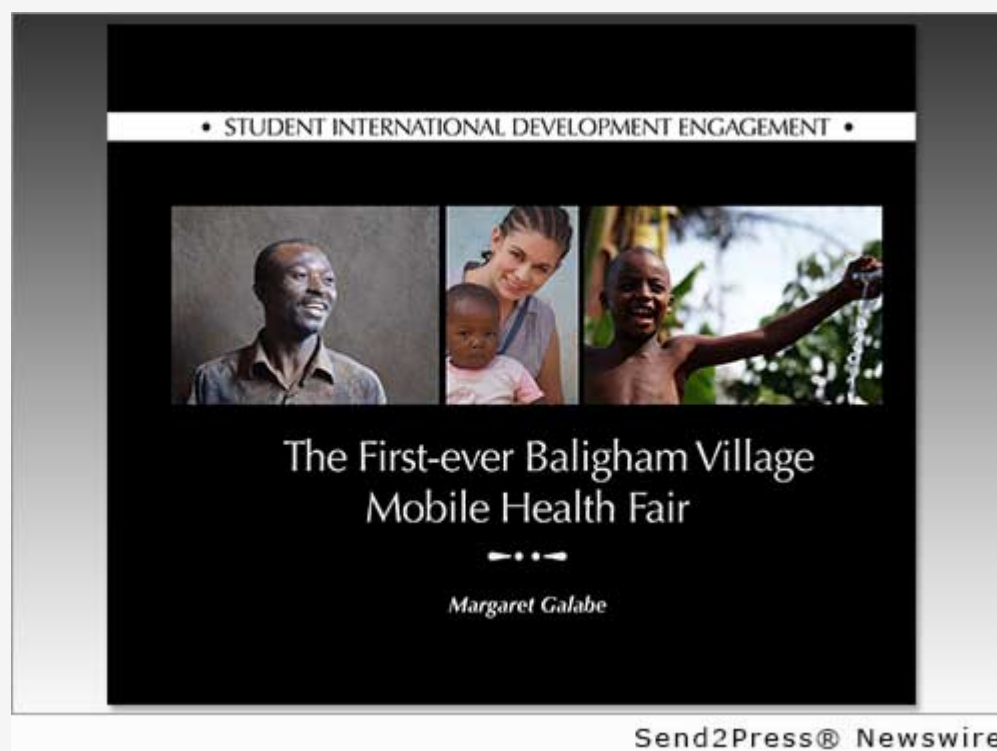 • STUDENT INTERNATIONAL DEVELOPMENT ENGAGEMENT •
The First-ever Baligham Village
Mobile Health Fair
Margaret Galabe
Send2Press® Newswire